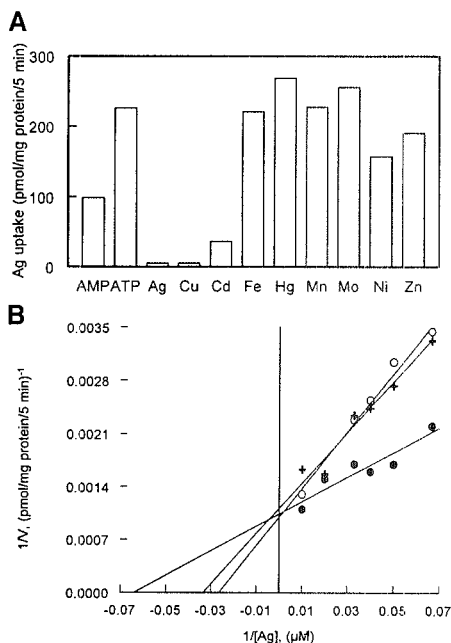 A
Ag uptake (pmol/mg protein/5 min)
300
200
100
0
AMP ATP Ag Cu Cd Fe Hg Mn Mo Ni Zn
B
1/V, (pmol/mg protein/5 min)⁻¹
0.0035
0.0028
0.0021
0.0014
0.0007
0.0000
-0.07 -0.05 -0.03 -0.01 0.01 0.03 0.05 0.07
1/[Ag], (µM)